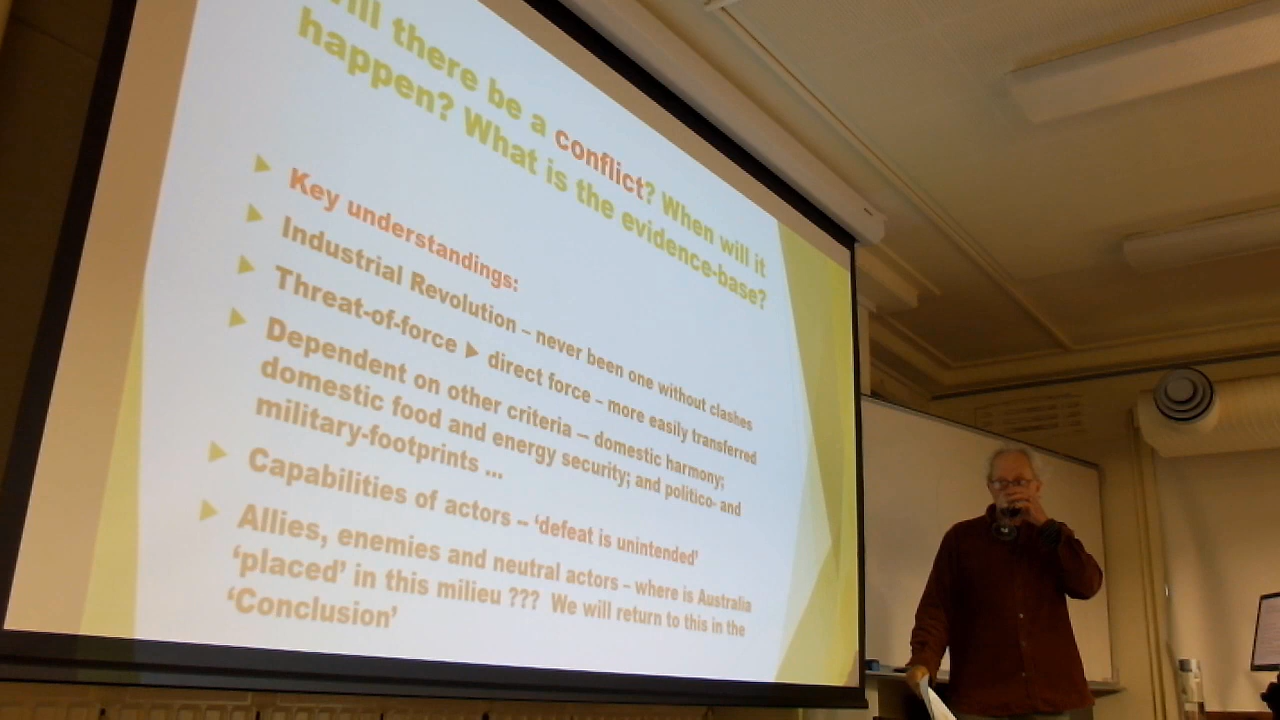 Will there be a conflict? When will it
happen? What is the evidence-base?
Key understandings:
Industrial Revolution – never been one without clashes
Threat-of-force ▶ direct force – more easily transferred
Dependent on other criteria – domestic harmony;
domestic food and energy security; and politico- and
military-footprints ...
Capabilities of actors – ‘defeat is unintended’
Allies, enemies and neutral actors – where is Australia
‘placed’ in this milieu ??? We will return to this in the
‘Conclusion’